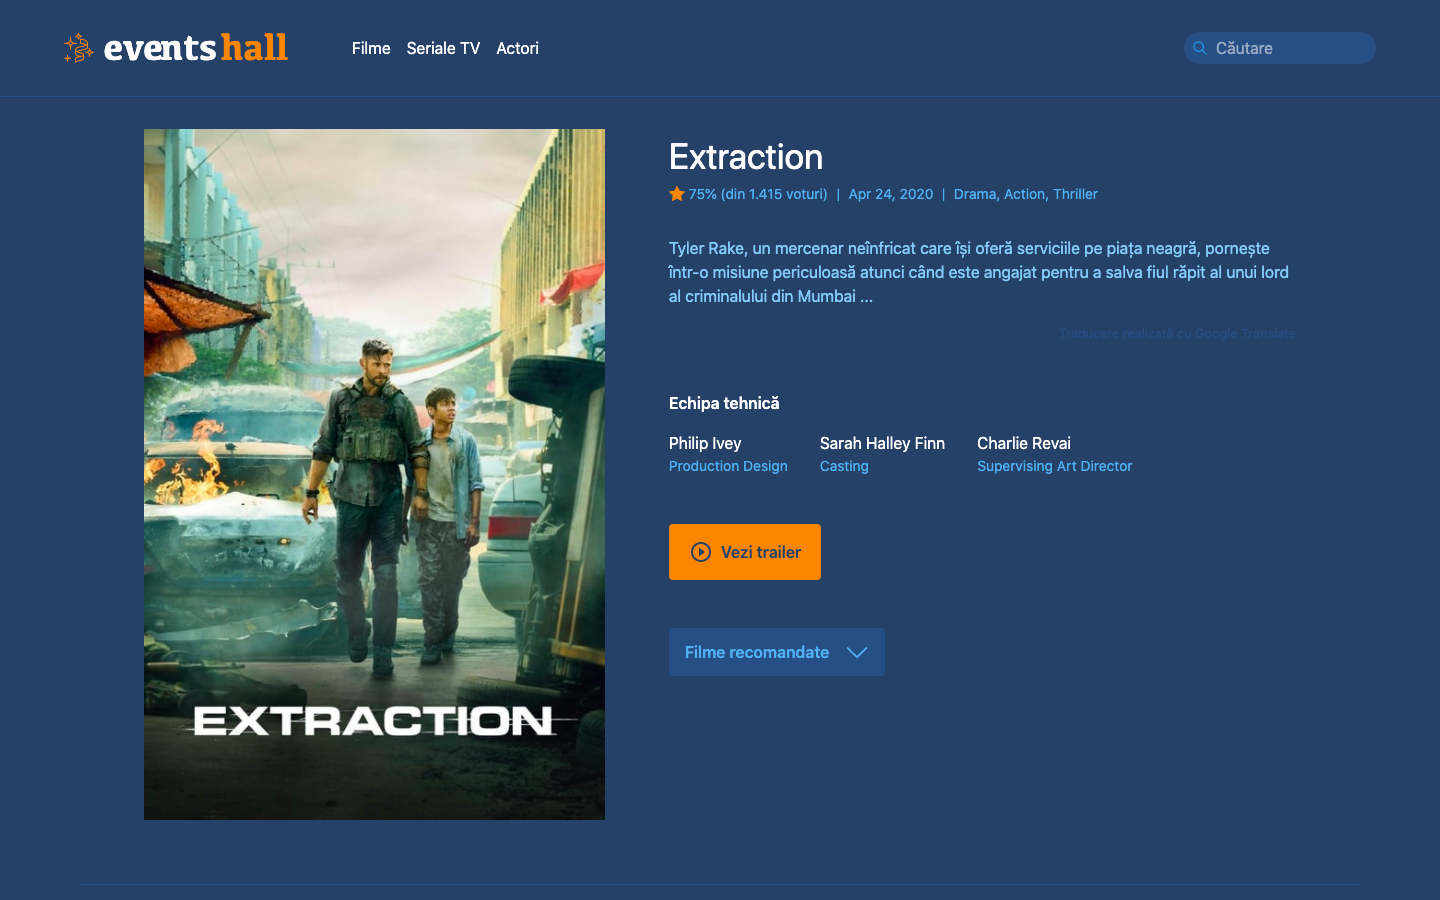 eventshall
Filme Seriale TV Actori
Căutare
Extraction
75% (din 1.415 voturi) | Apr 24, 2020 | Drama, Action, Thriller
Tyler Rake, un mercenar neînfricat care își oferă serviciile pe piața neagră, pornește
într-o misiune periculoasă atunci când este angajat pentru a salva fiul răpit al unui lord
al criminalului din Mumbai ...
Traducere realizată cu Google Translate
Echipa tehnică
Philip Ivey Sarah Halley Finn Charlie Revai
Production Design Casting Supervising Art Director
Vezi trailer
Filme recomandate
EXTRACTION